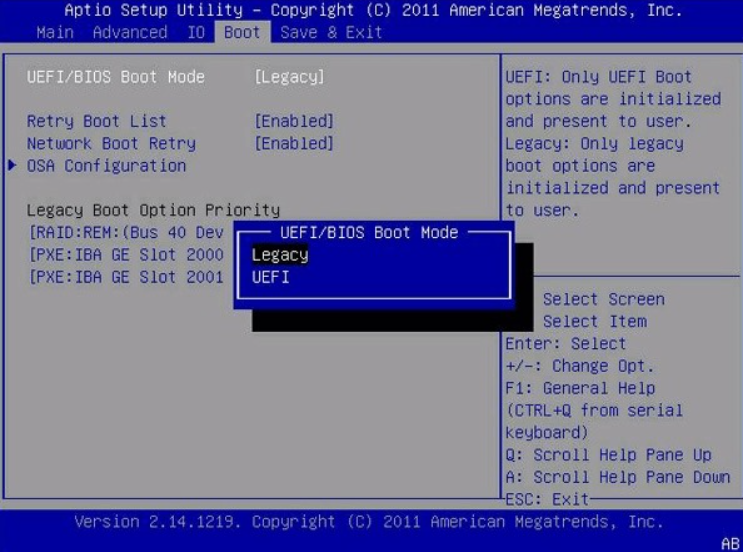 Aptio Setup Utility – Copyright (C) 2011 American Megatrends, Inc.
Main Advanced IO Boot Save & Exit
UEFI/BIOS Boot Mode [Legacy]
Retry Boot List [Enabled]
Network Boot Retry [Enabled]
OSA Configuration
Legacy Boot Option Priority
[RAID:REM:(Bus 40 Dev
[PXE:IBA GE Slot 2000
[PXE:IBA GE Slot 2001
UEFI/BIOS Boot Mode
Legacy
UEFI
UEFI: Only UEFI Boot
options are initialized
and present to user.
Legacy: Only legacy
boot options are
initialized and present
to user.
Select Screen
Select Item
Enter: Select
+/-: Change Opt.
F1: General Help
(CTRL+Q from serial
keyboard)
Q: Scroll Help Pane Up
A: Scroll Help Pane Down
ESC: Exit
Version 2.14.1219. Copyright (C) 2011 American Megatrends, Inc.
AB